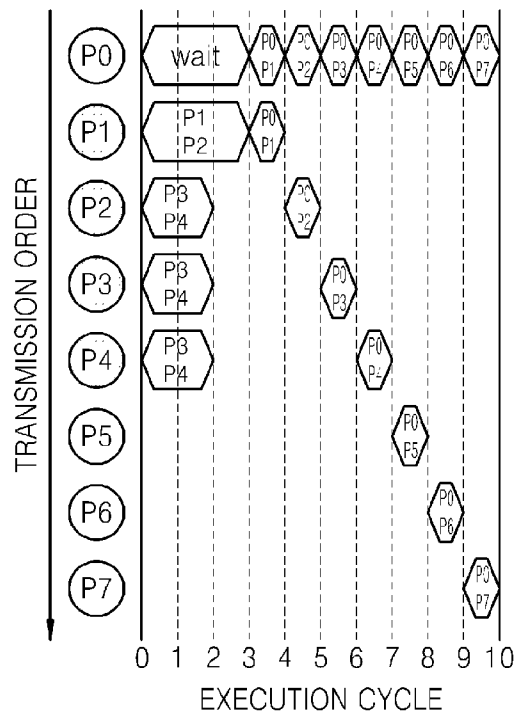 TRANSMISSION ORDER
P0
wait
P0 P0 P0 P0 P0 P0 P0
P1 P2 P3 P4 P5 P6 P7
P1
P1
P2
P0
P1
P2
P3
P4
P0
P2
P3
P3
P4
P0
P3
P4
P3
P4
P0
P4
P5
P0
P5
P6
P0
P6
P7
P0
P7
0 1 2 3 4 5 6 7 8 9 10
EXECUTION CYCLE